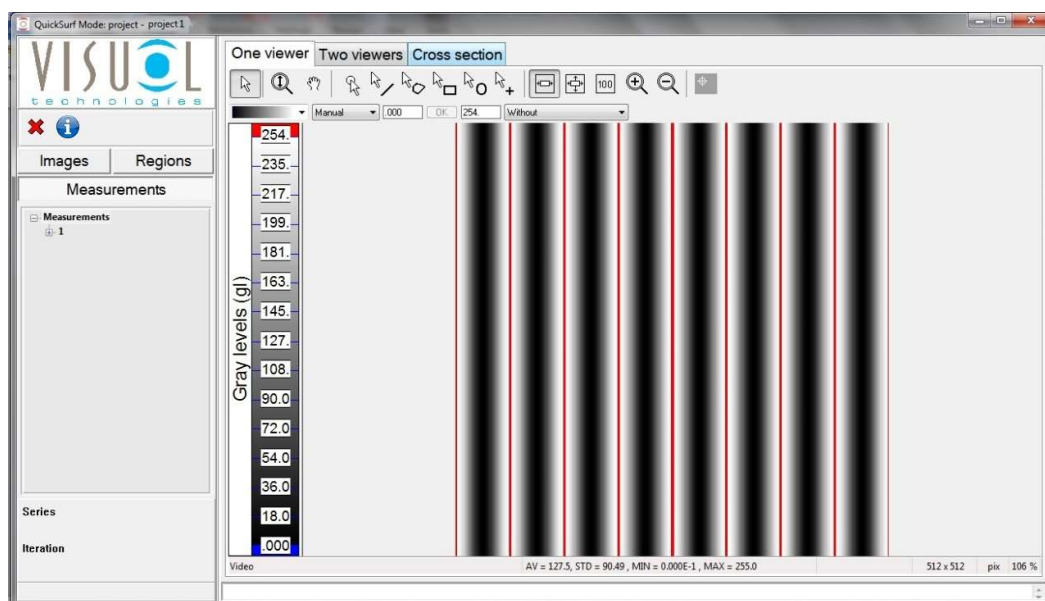 QuickSurf Mode: project - project1
VISUOL
technologies
Images Regions
Measurements
Measurements
1
Series
Iteration
One viewer Two viewers Cross section
100
Manual .000 OK 254. Without
Gray levels (gl)
254.
235.
217.
199.
181.
163.
145.
127.
108.
90.0
72.0
54.0
36.0
18.0
.000
Video AV = 127.5, STD = 90.49 , MIN = 0.000E-1 , MAX = 255.0 512 x 512 pix 106 %